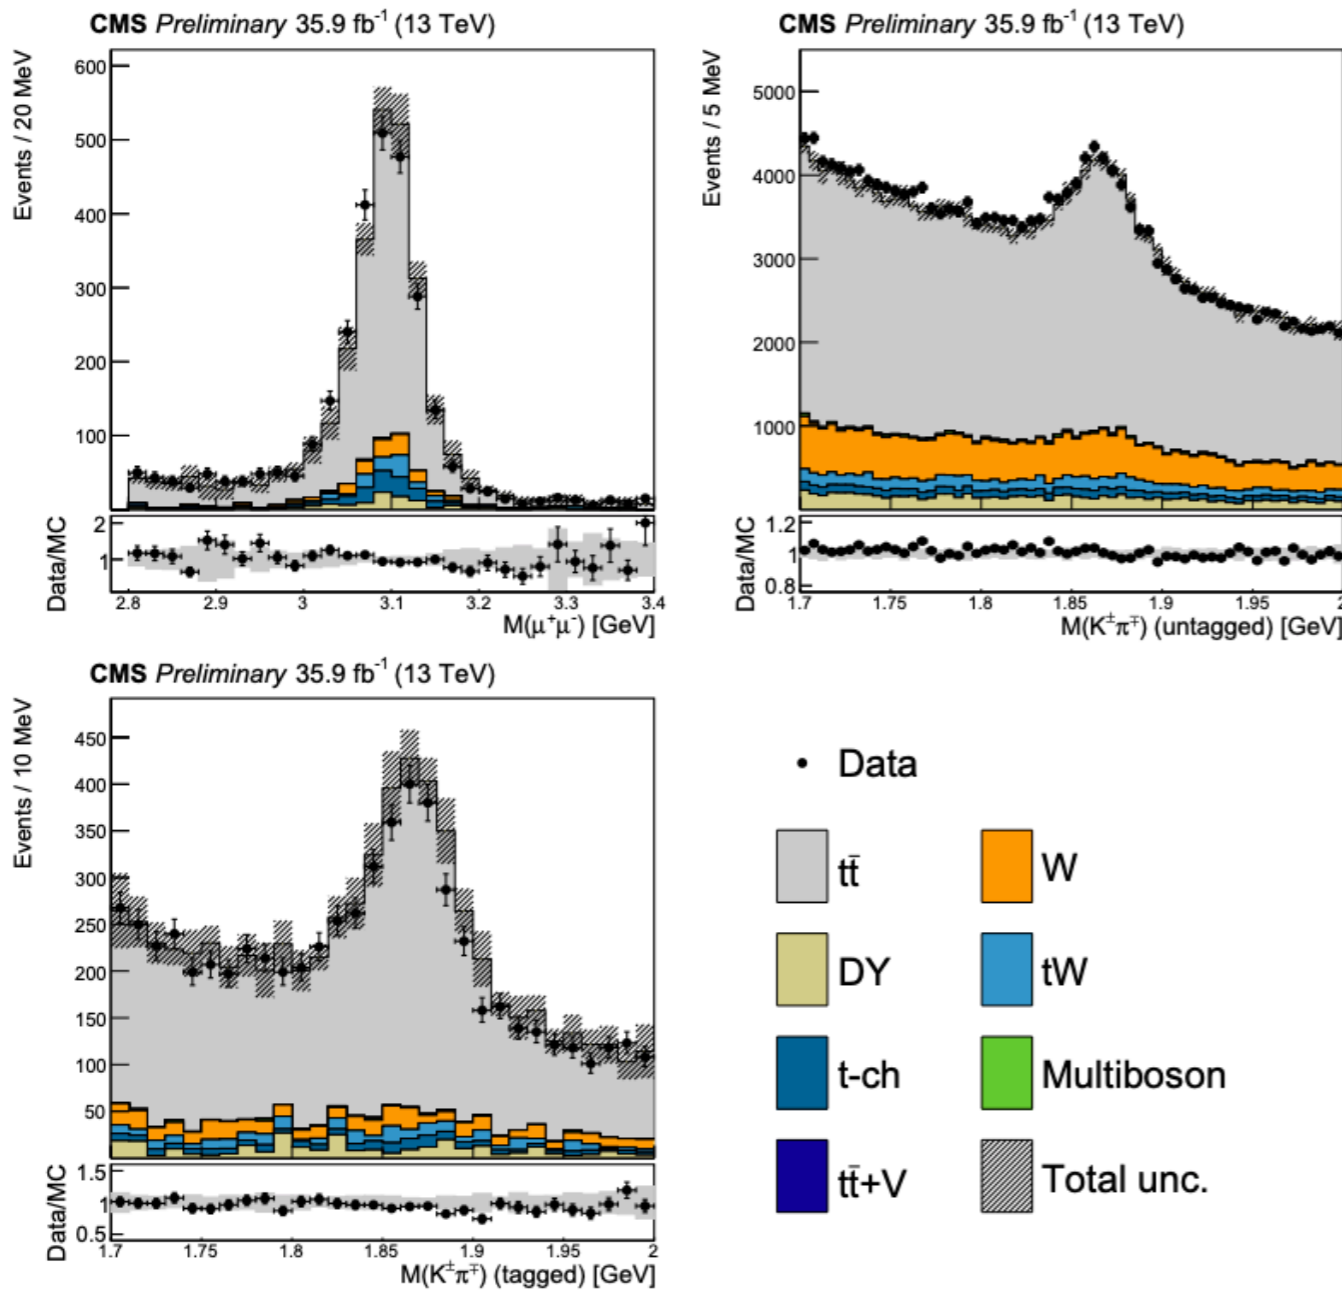 CMS Preliminary 35.9 fb⁻¹ (13 TeV)
Events / 20 MeV
600
500
400
300
200
100
Data/MC
2
1
2.8 2.9 3 3.1 3.2 3.3 3.4
M(μ⁺μ⁻) [GeV]
CMS Preliminary 35.9 fb⁻¹ (13 TeV)
Events / 5 MeV
5000
4000
3000
2000
1000
Data/MC
1.2
1
0.8
1.7 1.75 1.8 1.85 1.9 1.95 2
M(K±π∓) (untagged) [GeV]
CMS Preliminary 35.9 fb⁻¹ (13 TeV)
Events / 10 MeV
450
400
350
300
250
200
150
100
50
Data/MC
1.5
1
0.5
1.7 1.75 1.8 1.85 1.9 1.95 2
M(K±π∓) (tagged) [GeV]
Data
tt̄ W
DY tW
t-ch Multiboson
tt̄+V Total unc.